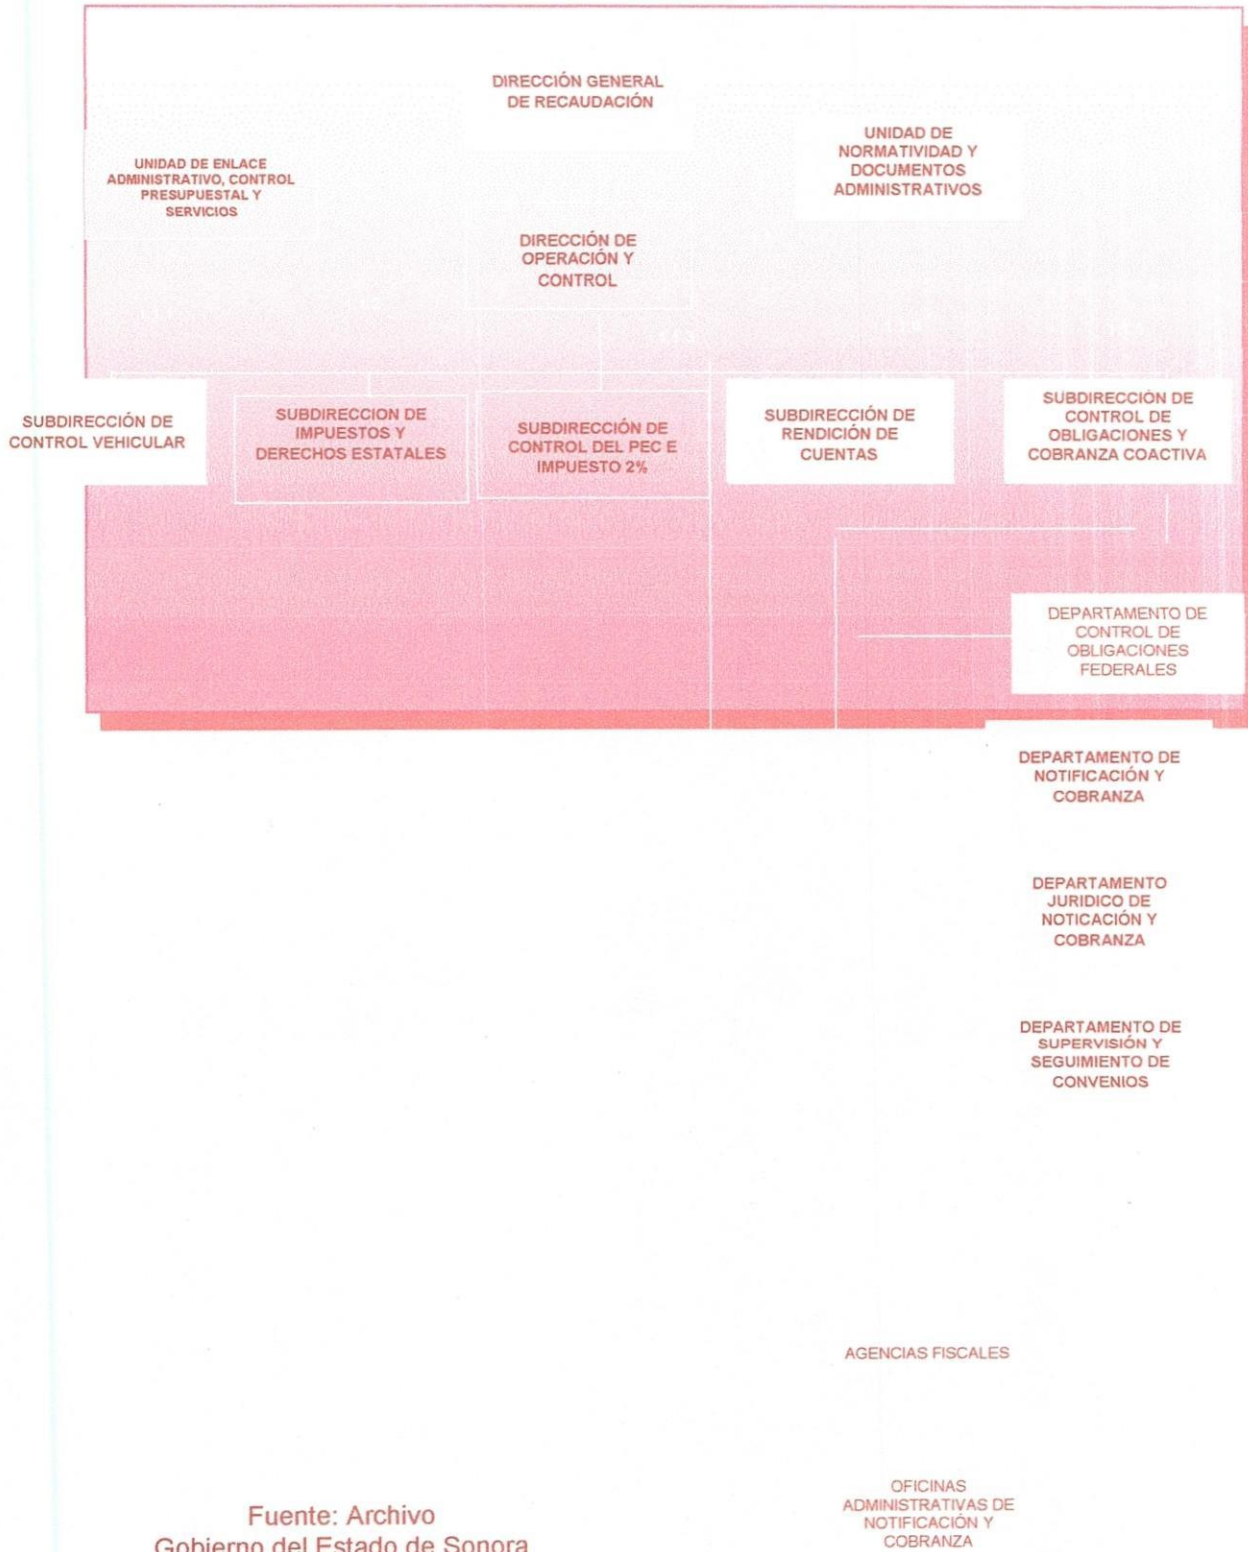 DIRECCIÓN GENERAL
DE RECAUDACIÓN
UNIDAD DE ENLACE
ADMINISTRATIVO, CONTROL
PRESUPUESTAL Y
SERVICIOS
UNIDAD DE
NORMATIVIDAD Y
DOCUMENTOS
ADMINISTRATIVOS
DIRECCIÓN DE
OPERACIÓN Y
CONTROL
SUBDIRECCIÓN DE
CONTROL VEHICULAR
SUBDIRECCION DE
IMPUESTOS Y
DERECHOS ESTATALES
SUBDIRECCIÓN DE
CONTROL DEL PEC E
IMPUESTO 2%
SUBDIRECCIÓN DE
RENDICIÓN DE
CUENTAS
SUBDIRECCIÓN DE
CONTROL DE
OBLIGACIONES Y
COBRANZA COACTIVA
DEPARTAMENTO DE
CONTROL DE
OBLIGACIONES
FEDERALES
DEPARTAMENTO DE
NOTIFICACIÓN Y
COBRANZA
DEPARTAMENTO
JURIDICO DE
NOTICACIÓN Y
COBRANZA
DEPARTAMENTO DE
SUPERVISIÓN Y
SEGUIMIENTO DE
CONVENIOS
AGENCIAS FISCALES
OFICINAS
ADMINISTRATIVAS DE
NOTIFICACIÓN Y
COBRANZA
Fuente: Archivo
Gobierno del Estado de Sonora